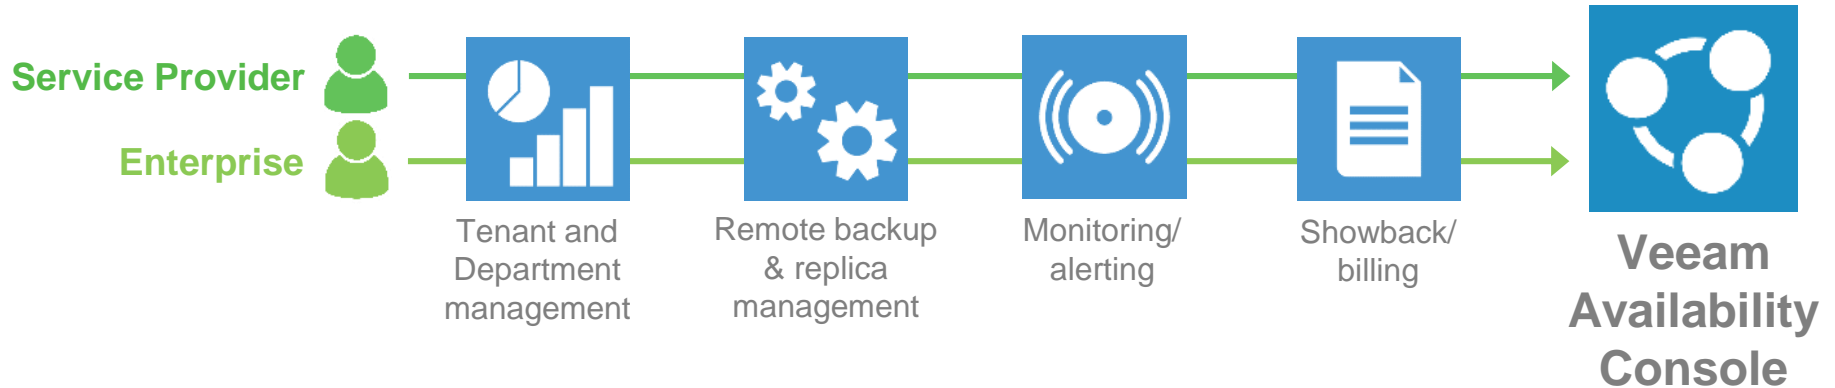 Service Provider
Enterprise
Tenant and
Department
management
Remote backup
& replica
management
Monitoring/
alerting
Showback/
billing
Veeam
Availability
Console